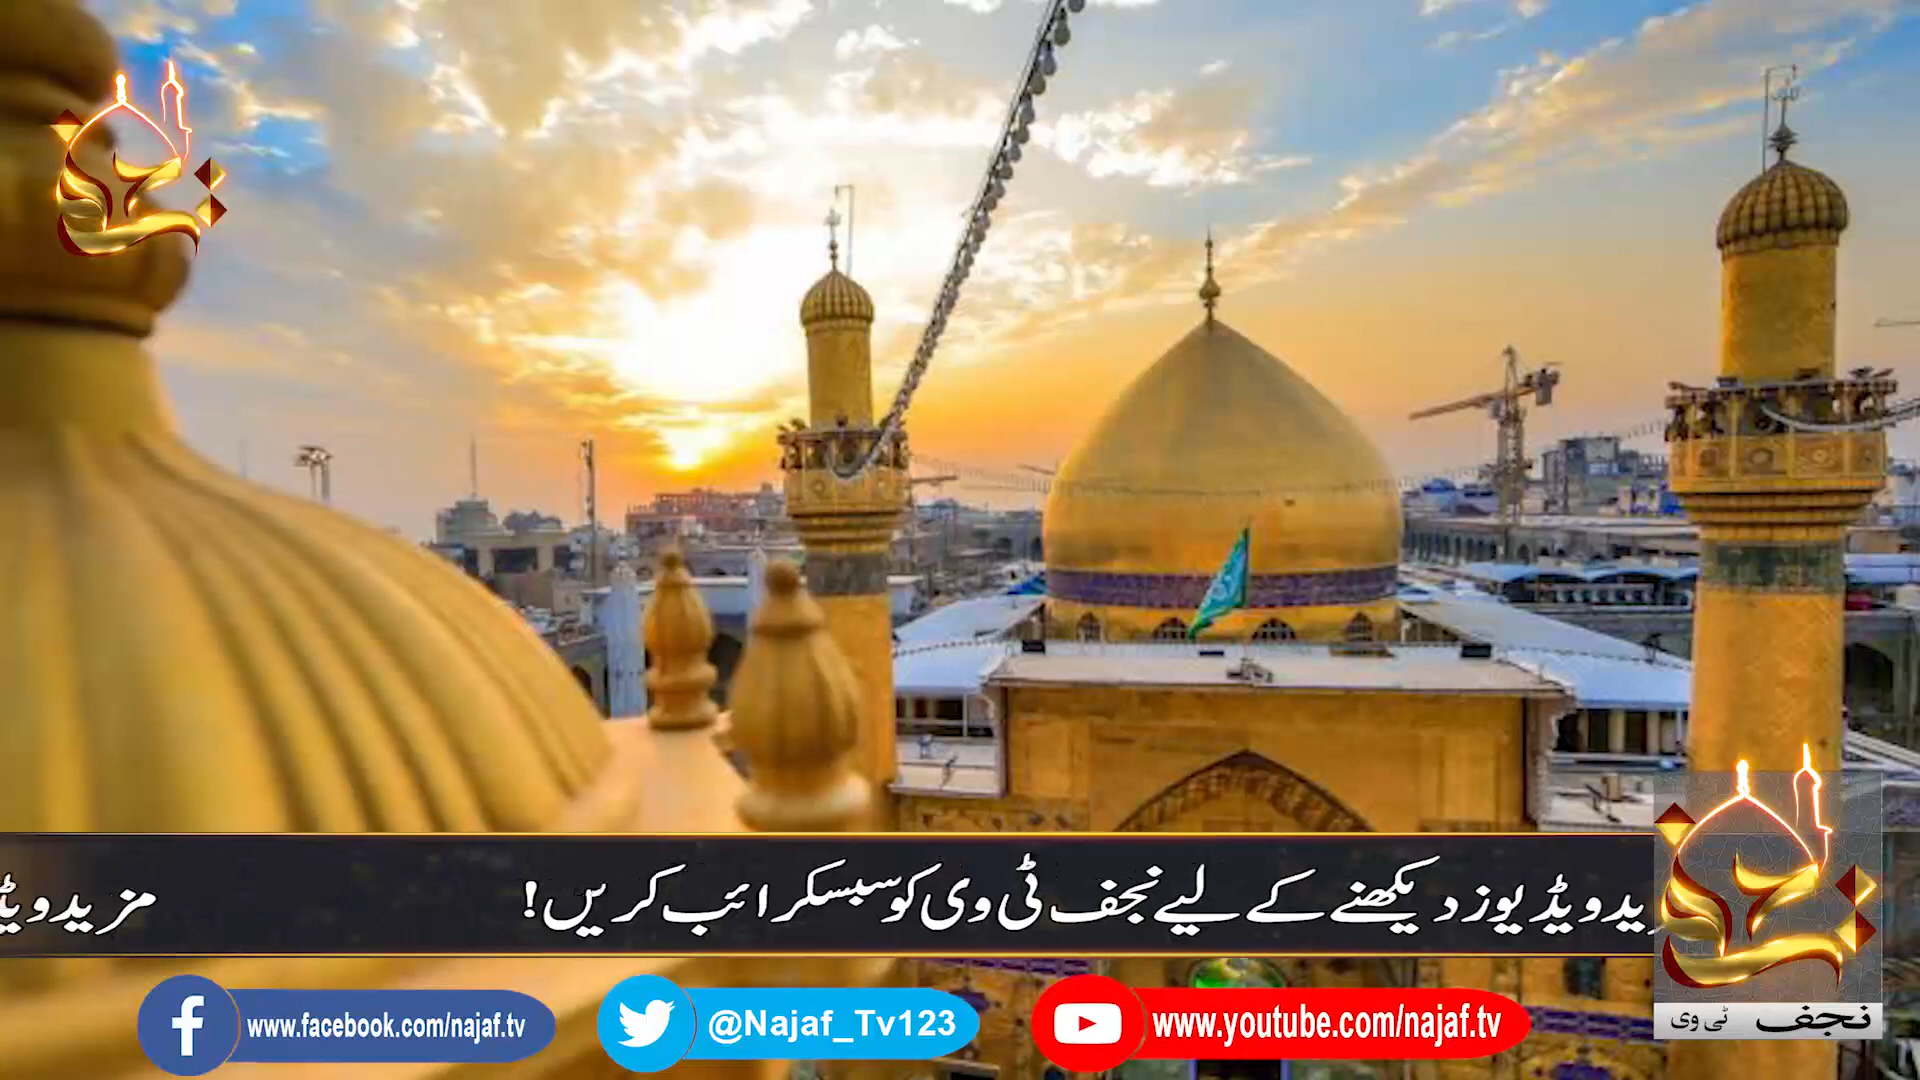 یدویڈیوزدیکھنے کے لیے نجف ٹی وی کو سبسکرائب کریں!
مزیدویڈ
www.facebook.com/najaf.tv
@Najaf_Tv123
www.youtube.com/najaf.tv
نجف ٹی وی